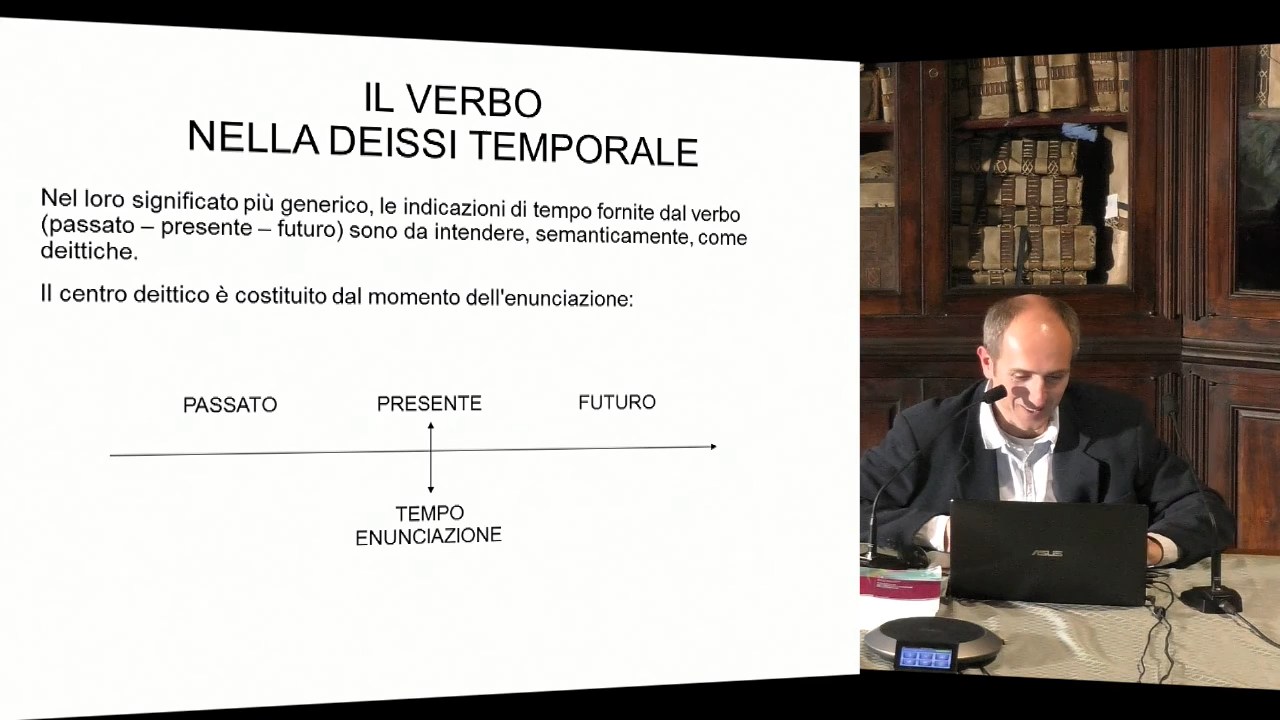 IL VERBO
NELLA DEISSI TEMPORALE
Nel loro significato più generico, le indicazioni di tempo fornite dal verbo
(passato – presente – futuro) sono da intendere, semanticamente, come
deittiche.
Il centro deittico è costituito dal momento dell'enunciazione:
PASSATO PRESENTE FUTURO
TEMPO
ENUNCIAZIONE
ASUS